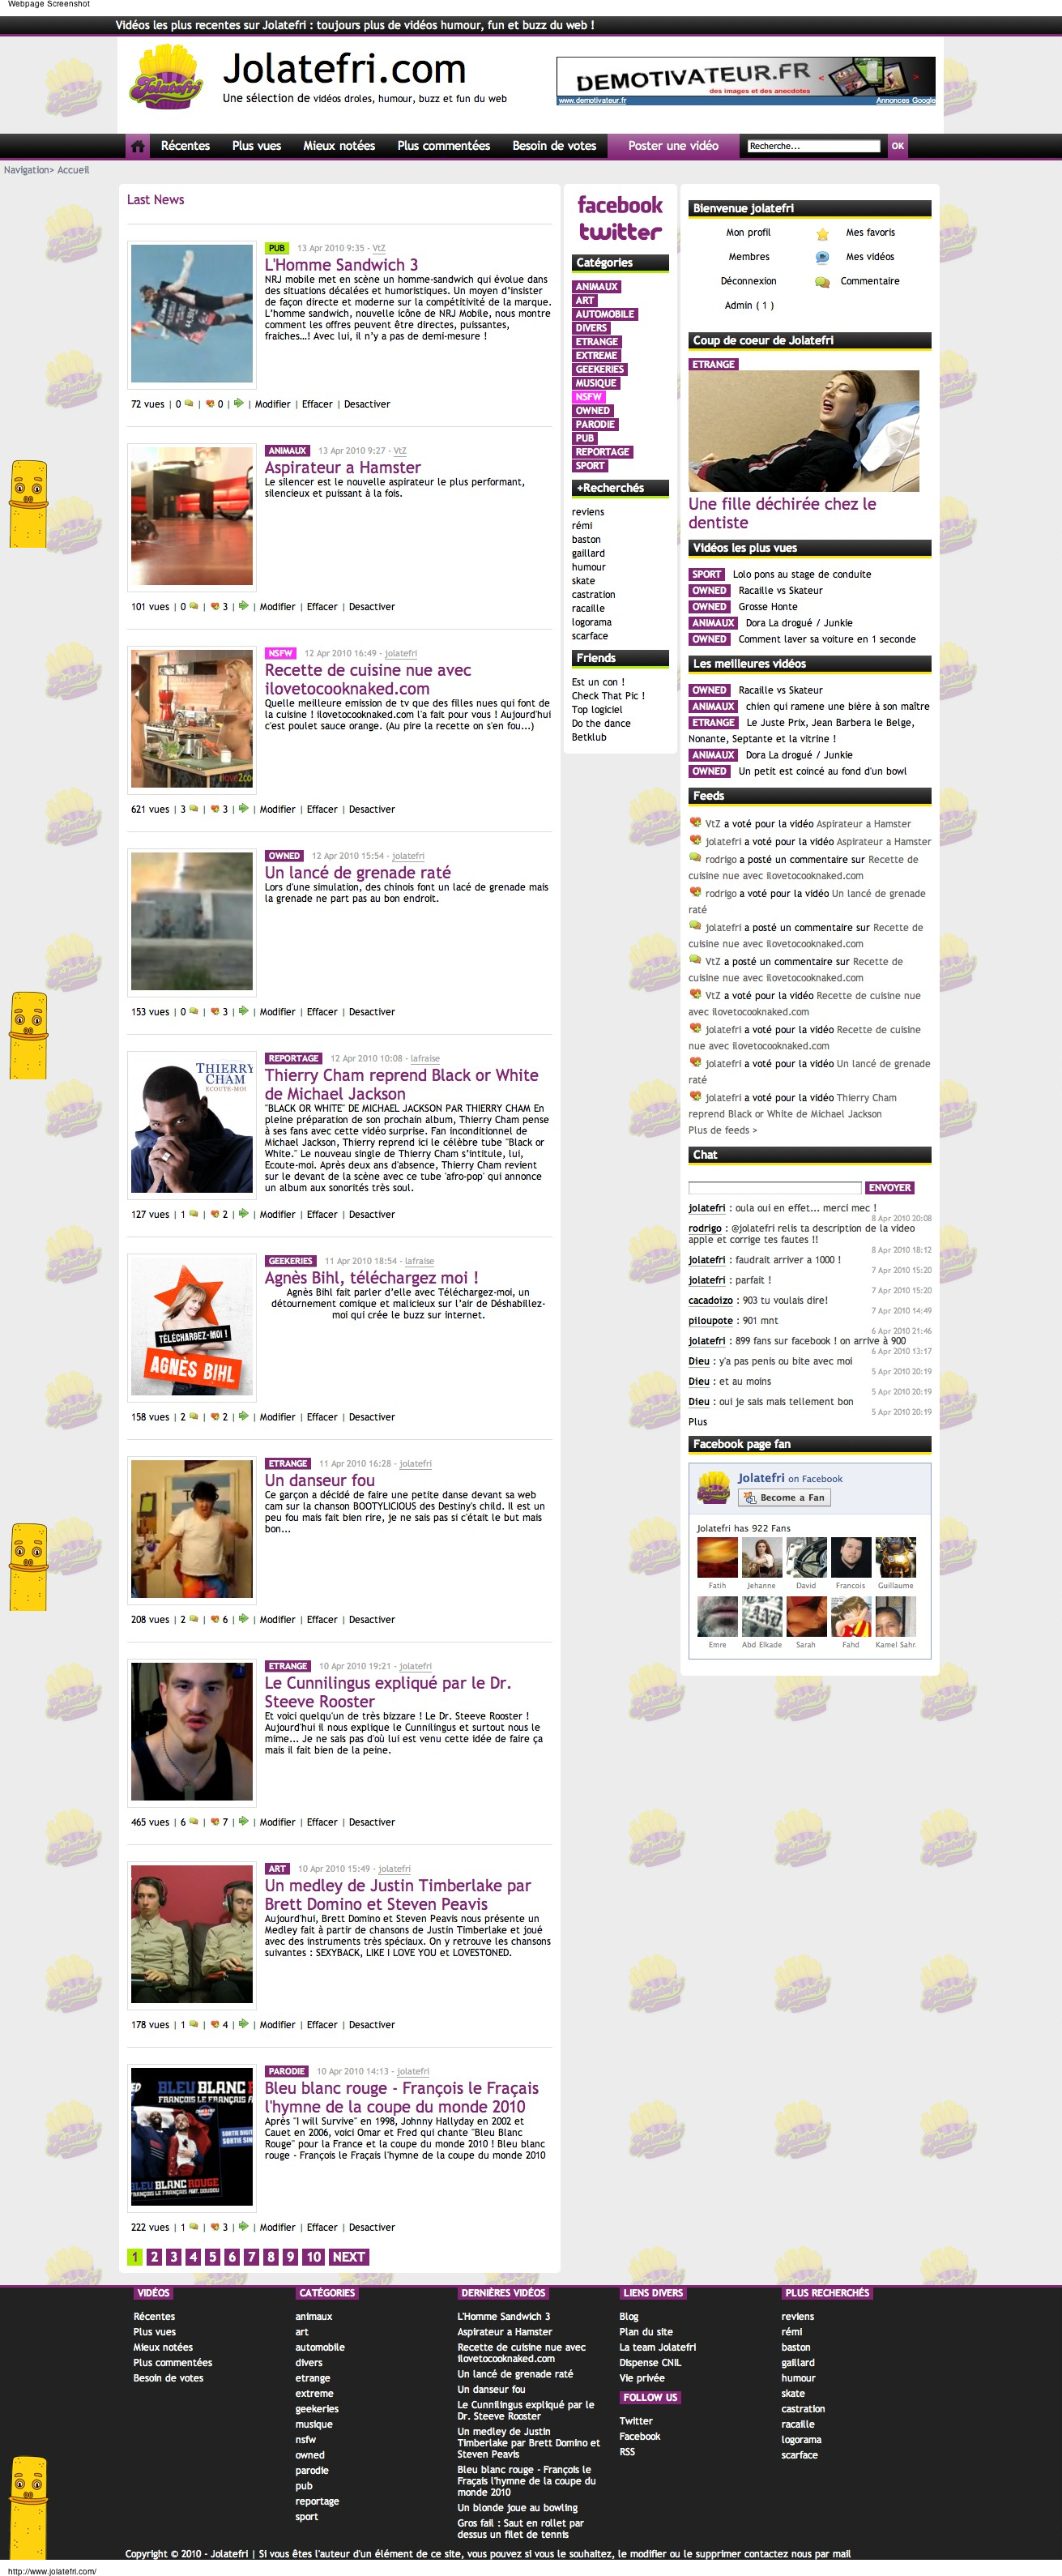 Webpage Screenshot
Vidéos les plus recentes sur Jolatefri : toujours plus de vidéos humour, fun et buzz du web !
Jolatefri
Jolatefri.com
Une sélection de vidéos droles, humour, buzz et fun du web
DEMOTIVATEUR.FR
des images et des anecdotes
www.demotivateur.fr
Annonces Google
Récentes
Plus vues
Mieux notées
Plus commentées
Besoin de votes
Poster une vidéo
Recherche...
OK
Navigation> Accueil
Last News
PUB 13 Apr 2010 9:35 - VtZ
L'Homme Sandwich 3
NRJ mobile met en scène un homme-sandwich qui évolue dans
des situations décalées et humoristiques. Un moyen d'insister
de façon directe et moderne sur la compétitivité de la marque.
L'homme sandwich, nouvelle icône de NRJ Mobile, nous montre
comment les offres peuvent être directes, puissantes,
fraîches…! Avec lui, il n'y a pas de demi-mesure !
72 vues | 0 | 0 | | Modifier | Effacer | Desactiver
ANIMAUX 13 Apr 2010 9:27 - VtZ
Aspirateur a Hamster
Le silencer est le nouvelle aspirateur le plus performant,
silencieux et puissant à la fois.
101 vues | 0 | 3 | | Modifier | Effacer | Desactiver
NSFW 12 Apr 2010 16:49 - jolatefri
Recette de cuisine nue avec
ilovetocooknaked.com
Quelle meilleure emission de tv que des filles nues qui font de
la cuisine ! ilovetocooknaked.com l'a fait pour vous ! Aujourd'hui
c'est poulet sauce orange. (Au pire la recette on s'en fou...)
621 vues | 3 | 3 | | Modifier | Effacer | Desactiver
OWNED 12 Apr 2010 15:54 - jolatefri
Un lancé de grenade raté
Lors d'une simulation, des chinois font un lacé de grenade mais
la grenade ne part pas au bon endroit.
153 vues | 0 | 3 | | Modifier | Effacer | Desactiver
THIERRY
CHAM
ECOUTE-MOI
REPORTAGE 12 Apr 2010 10:08 - lafraise
Thierry Cham reprend Black or White
de Michael Jackson
"BLACK OR WHITE" DE MICHAEL JACKSON PAR THIERRY CHAM En
pleine préparation de son prochain album, Thierry Cham pense
à ses fans avec cette vidéo surprise. Fan inconditionnel de
Michael Jackson, Thierry reprend ici le célèbre tube "Black or
White." Le nouveau single de Thierry Cham s'intitule, lui,
Ecoute-moi. Après deux ans d'absence, Thierry Cham revient
sur le devant de la scène avec ce tube "afro-pop" qui annonce
un album aux sonorités très soul.
127 vues | 1 | 2 | | Modifier | Effacer | Desactiver
TÉLÉCHARGEZ-MOI !
AGNÈS BIHL
GEEKERIES 11 Apr 2010 18:54 - lafraise
Agnès Bihl, téléchargez moi !
Agnès Bihl fait parler d'elle avec Téléchargez-moi, un
détournement comique et malicieux sur l'air de Déshabillez-
moi qui crée le buzz sur internet.
158 vues | 2 | 2 | | Modifier | Effacer | Desactiver
ETRANGE 11 Apr 2010 16:28 - jolatefri
Un danseur fou
Ce garçon a décidé de faire une petite danse devant sa web
cam sur la chanson BOOTYLICIOUS des Destiny's child. Il est un
peu fou mais fait bien rire, je ne sais pas si c'était le but mais
bon...
208 vues | 2 | 6 | | Modifier | Effacer | Desactiver
ETRANGE 10 Apr 2010 19:21 - jolatefri
Le Cunnilingus expliqué par le Dr.
Steeve Rooster
Et voici quelqu'un de très bizarre ! Le Dr. Steeve Rooster !
Aujourd'hui il nous explique le Cunnilingus et surtout nous le
mime... Je ne sais pas d'où lui est venu cette idée de faire ça
mais il fait bien de la peine.
465 vues | 6 | 7 | | Modifier | Effacer | Desactiver
ART 10 Apr 2010 15:49 - jolatefri
Un medley de Justin Timberlake par
Brett Domino et Steven Peavis
Aujourd'hui, Brett Domino et Steven Peavis nous présente un
Medley fait à partir de chansons de Justin Timberlake et joué
avec des instruments très spéciaux. On y retrouve les chansons
suivantes : SEXYBACK, LIKE I LOVE YOU et LOVESTONED.
178 vues | 1 | 4 | | Modifier | Effacer | Desactiver
PARODIE 10 Apr 2010 14:13 - jolatefri
Bleu blanc rouge - François le Fraçais
l'hymne de la coupe du monde 2010
Après "I will Survive" en 1998, Johnny Hallyday en 2002 et
Cauet en 2006, voici Omar et Fred qui chante "Bleu Blanc
Rouge" pour la France et la coupe du monde 2010 ! Bleu blanc
rouge - François le Fraçais l'hymne de la coupe du monde 2010
222 vues | 1 | 3 | | Modifier | Effacer | Desactiver
1 2 3 4 5 6 7 8 9 10 NEXT
facebook
twitter
Catégories
ANIMAUX
ART
AUTOMOBILE
DIVERS
ETRANGE
EXTREME
GEEKERIES
MUSIQUE
NSFW
OWNED
PARODIE
PUB
REPORTAGE
SPORT
+Recherchés
reviens
rémi
baston
gaillard
humour
skate
castration
racaille
logorama
scarface
Friends
Est un con !
Check That Pic !
Top logiciel
Do the dance
Betklub
Bienvenue jolatefri
Mon profil
Mes favoris
Membres
Mes vidéos
Déconnexion
Commentaire
Admin ( 1 )
Coup de coeur de Jolatefri
ETRANGE
Une fille déchirée chez le
dentiste
Vidéos les plus vues
SPORT Lolo pons au stage de conduite
OWNED Racaille vs Skateur
OWNED Grosse Honte
ANIMAUX Dora La drogué / Junkie
OWNED Comment laver sa voiture en 1 seconde
Les meilleures vidéos
OWNED Racaille vs Skateur
ANIMAUX chien qui ramene une bière à son maître
ETRANGE Le Juste Prix, Jean Barbera le Belge,
Nonante, Septante et la vitrine !
ANIMAUX Dora La drogué / Junkie
OWNED Un petit est coincé au fond d'un bowl
Feeds
VtZ a voté pour la vidéo Aspirateur a Hamster
jolatefri a voté pour la vidéo Aspirateur a Hamster
rodrigo a posté un commentaire sur Recette de
cuisine nue avec ilovetocooknaked.com
rodrigo a voté pour la vidéo Un lancé de grenade
raté
jolatefri a posté un commentaire sur Recette de
cuisine nue avec ilovetocooknaked.com
VtZ a posté un commentaire sur Recette de
cuisine nue avec ilovetocooknaked.com
VtZ a voté pour la vidéo Recette de cuisine nue
avec ilovetocooknaked.com
jolatefri a voté pour la vidéo Recette de cuisine
nue avec ilovetocooknaked.com
jolatefri a voté pour la vidéo Un lancé de grenade
raté
jolatefri a voté pour la vidéo Thierry Cham
reprend Black or White de Michael Jackson
Plus de feeds >
Chat
ENVOYER
jolatefri : oula oui en effet... merci mec !
8 Apr 2010 20:08
rodrigo : @jolatefri relis ta description de la video
apple et corrige tes fautes !!
8 Apr 2010 18:12
jolatefri : faudrait arriver a 1000 !
7 Apr 2010 15:20
jolatefri : parfait !
7 Apr 2010 15:20
cacadoizo : 903 tu voulais dire!
7 Apr 2010 14:49
piloupote : 901 mnt
6 Apr 2010 21:46
jolatefri : 899 fans sur facebook ! on arrive à 900
6 Apr 2010 13:17
Dieu : y'a pas penis ou bite avec moi
5 Apr 2010 20:19
Dieu : et au moins
5 Apr 2010 20:19
Dieu : oui je sais mais tellement bon
5 Apr 2010 20:19
Plus
Facebook page fan
Jolatefri on Facebook
Become a Fan
Jolatefri has 922 Fans
Fatih Jehanne David Francois Guillaume
Emre Abd Elkade Sarah Fahd Kamel Sahr
VIDÉOS
Récentes
Plus vues
Mieux notées
Plus commentées
Besoin de votes
CATÉGORIES
animaux
art
automobile
divers
etrange
extreme
geekeries
musique
nsfw
owned
parodie
pub
reportage
sport
DERNIÈRES VIDÉOS
L'Homme Sandwich 3
Aspirateur a Hamster
Recette de cuisine nue avec
ilovetocooknaked.com
Un lancé de grenade raté
Un danseur fou
Le Cunnilingus expliqué par le
Dr. Steeve Rooster
Un medley de Justin
Timberlake par Brett Domino et
Steven Peavis
Bleu blanc rouge - François le
Fraçais l'hymne de la coupe du
monde 2010
Un blonde joue au bowling
Gros fail : Saut en rollet par
dessus un filet de tennis
LIENS DIVERS
Blog
Plan du site
La team Jolatefri
Dispense CNIL
Vie privée
FOLLOW US
Twitter
Facebook
RSS
PLUS RECHERCHÉS
reviens
rémi
baston
gaillard
humour
skate
castration
racaille
logorama
scarface
Copyright © 2010 - Jolatefri | Si vous êtes l'auteur d'un élément de ce site, vous pouvez si vous le souhaitez, le modifier ou le supprimer contactez nous par mail
http://www.jolatefri.com/